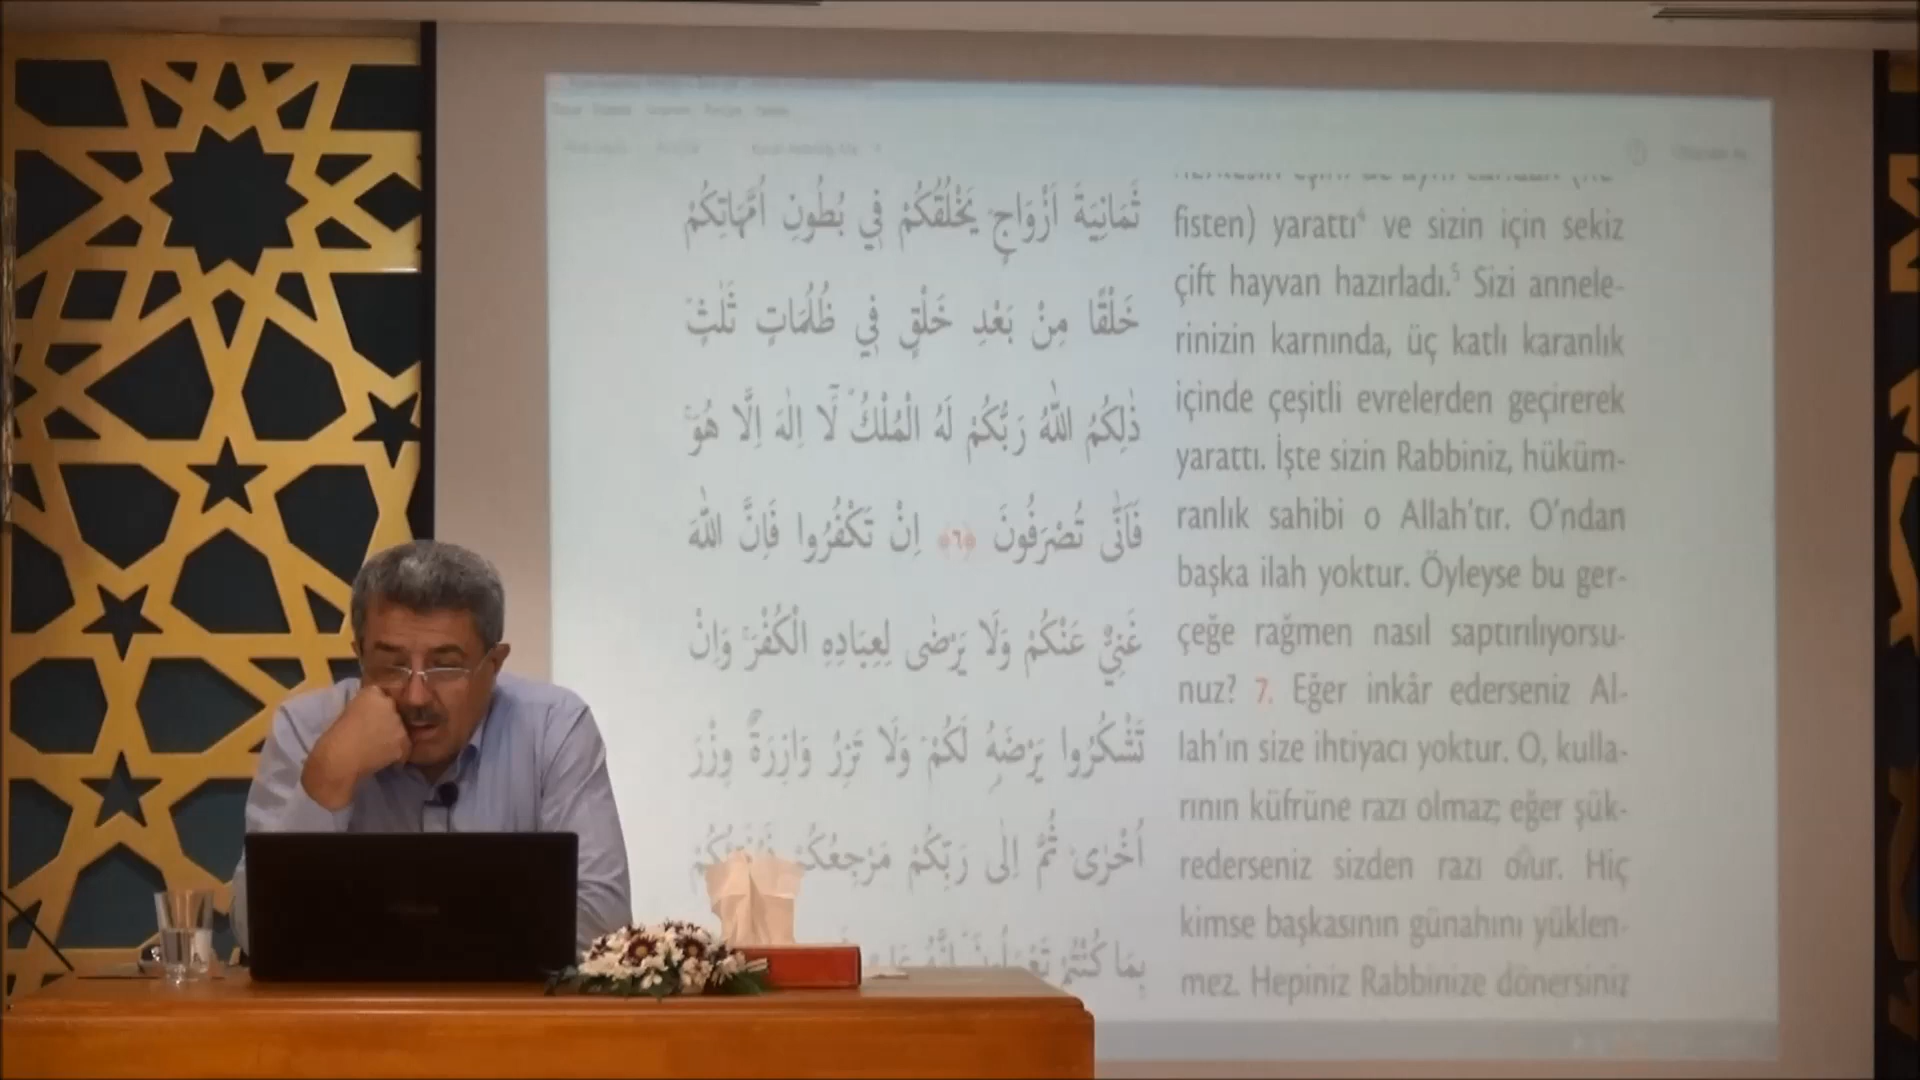 ثَمَانِيَةَ اَزْوَاجٍۜ يَخْلُقُكُمْ ف۪ي بُطُونِ اُمَّهَاتِكُمْ
خَلْقًا مِنْ بَعْدِ خَلْقٍ ف۪ي ظُلُمَاتٍ ثَلٰثٍۜ
ذٰلِكُمُ اللّٰهُ رَبُّكُمْ لَهُ الْمُلْكُۜ لَٓا اِلٰهَ اِلَّا هُوَۚ
فَاَنّٰى تُصْرَفُونَ ﴿٦﴾ اِنْ تَكْفُرُوا فَاِنَّ اللّٰهَ
غَنِيٌّ عَنْكُمْ وَلَا يَرْضٰى لِعِبَادِهِ الْكُفْرَۚ وَاِنْ
تَشْكُرُوا يَرْضَهُ لَكُمْۜ وَلَا تَزِرُ وَازِرَةٌ وِزْرَ
اُخْرٰىۜ ثُمَّ اِلٰى رَبِّكُمْ مَرْجِعُكُمْ
بِمَا كُنْتُمْ تَعْمَلُونَۜ اِنَّهُ
fisten) yarattı⁴ ve sizin için sekiz
çift hayvan hazırladı.⁵ Sizi annele-
rinizin karnında, üç katlı karanlık
içinde çeşitli evrelerden geçirerek
yarattı. İşte sizin Rabbiniz, hüküm-
ranlık sahibi o Allah'tır. O'ndan
başka ilah yoktur. Öyleyse bu ger-
çeğe rağmen nasıl saptırılıyorsu-
nuz? 7. Eğer inkâr ederseniz Al-
lah'ın size ihtiyacı yoktur. O, kulla-
rının küfrüne razı olmaz; eğer şük-
rederseniz sizden razı olur. Hiç
kimse başkasının günahını yüklen-
mez. Hepiniz Rabbinize dönersiniz